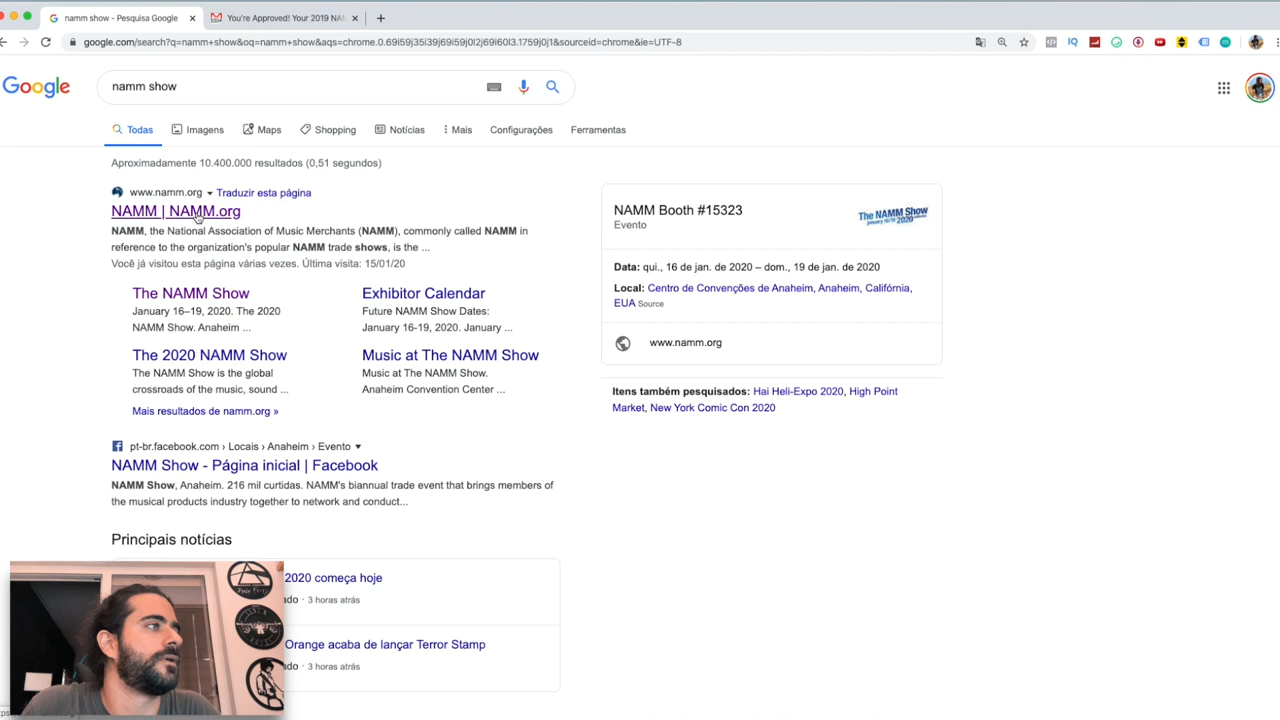 namm show - Pesquisa Google
You're Approved! Your 2019 NAM
google.com/search?q=namm+show&oq=namm+show&aqs=chrome.0.69i59j35i39j69i59j0l2j69i60l3.1759j0j1&sourceid=chrome&ie=UTF-8
Google
namm show
Todas
Imagens
Maps
Shopping
Notícias
Mais
Configurações
Ferramentas
Aproximadamente 10.400.000 resultados (0,51 segundos)
www.namm.org Traduzir esta página
NAMM | NAMM.org
NAMM, the National Association of Music Merchants (NAMM), commonly called NAMM in
reference to the organization's popular NAMM trade shows, is the ...
Você já visitou esta página várias vezes. Última visita: 15/01/20
The NAMM Show
January 16–19, 2020. The 2020
NAMM Show. Anaheim ...
Exhibitor Calendar
Future NAMM Show Dates:
January 16-19, 2020. January ...
The 2020 NAMM Show
The NAMM Show is the global
crossroads of the music, sound ...
Music at The NAMM Show
Music at The NAMM Show.
Anaheim Convention Center ...
Mais resultados de namm.org »
pt-br.facebook.com › Locais › Anaheim › Evento
NAMM Show - Página inicial | Facebook
NAMM Show, Anaheim. 216 mil curtidas. NAMM's biannual trade event that brings members of
the musical products industry together to network and conduct...
Principais notícias
2020 começa hoje
ado · 3 horas atrás
Orange acaba de lançar Terror Stamp
ado · 3 horas atrás
NAMM Booth #15323
Evento
The NAMM Show
January 16-19 2020
Data: qui., 16 de jan. de 2020 – dom., 19 de jan. de 2020
Local: Centro de Convenções de Anaheim, Anaheim, Califórnia,
EUA Source
www.namm.org
Itens também pesquisados: Hai Heli-Expo 2020, High Point
Market, New York Comic Con 2020